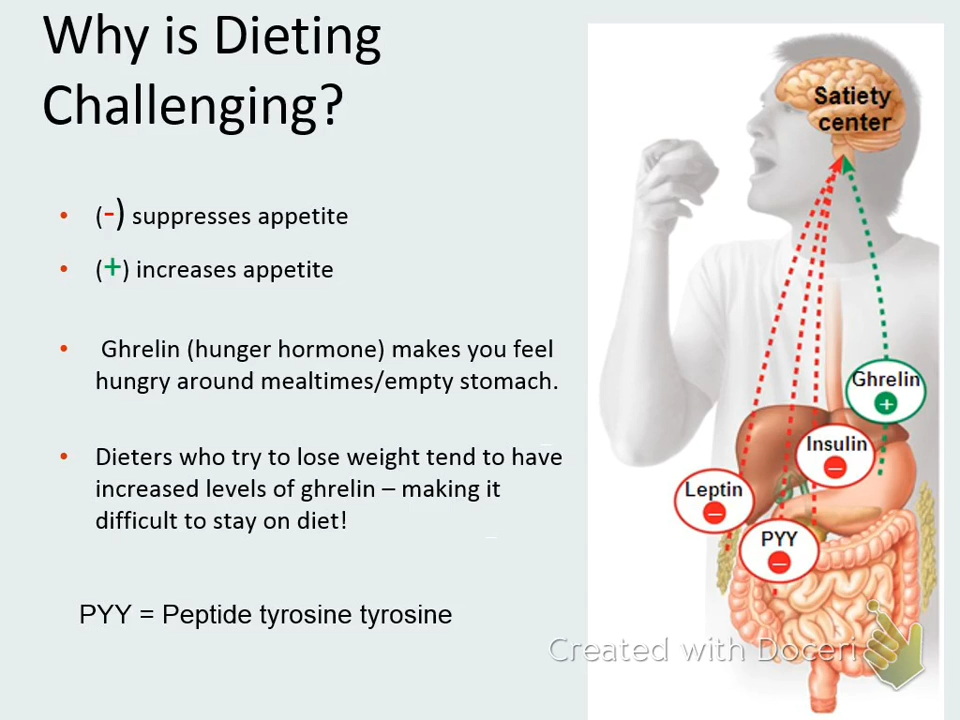 Why is Dieting
Challenging?
• (-) suppresses appetite
• (+) increases appetite
• Ghrelin (hunger hormone) makes you feel
hungry around mealtimes/empty stomach.
• Dieters who try to lose weight tend to have
increased levels of ghrelin – making it
difficult to stay on diet!
PYY = Peptide tyrosine tyrosine
Satiety
center
Ghrelin
+
Insulin
–
Leptin
–
PYY
–
Created with Doceri